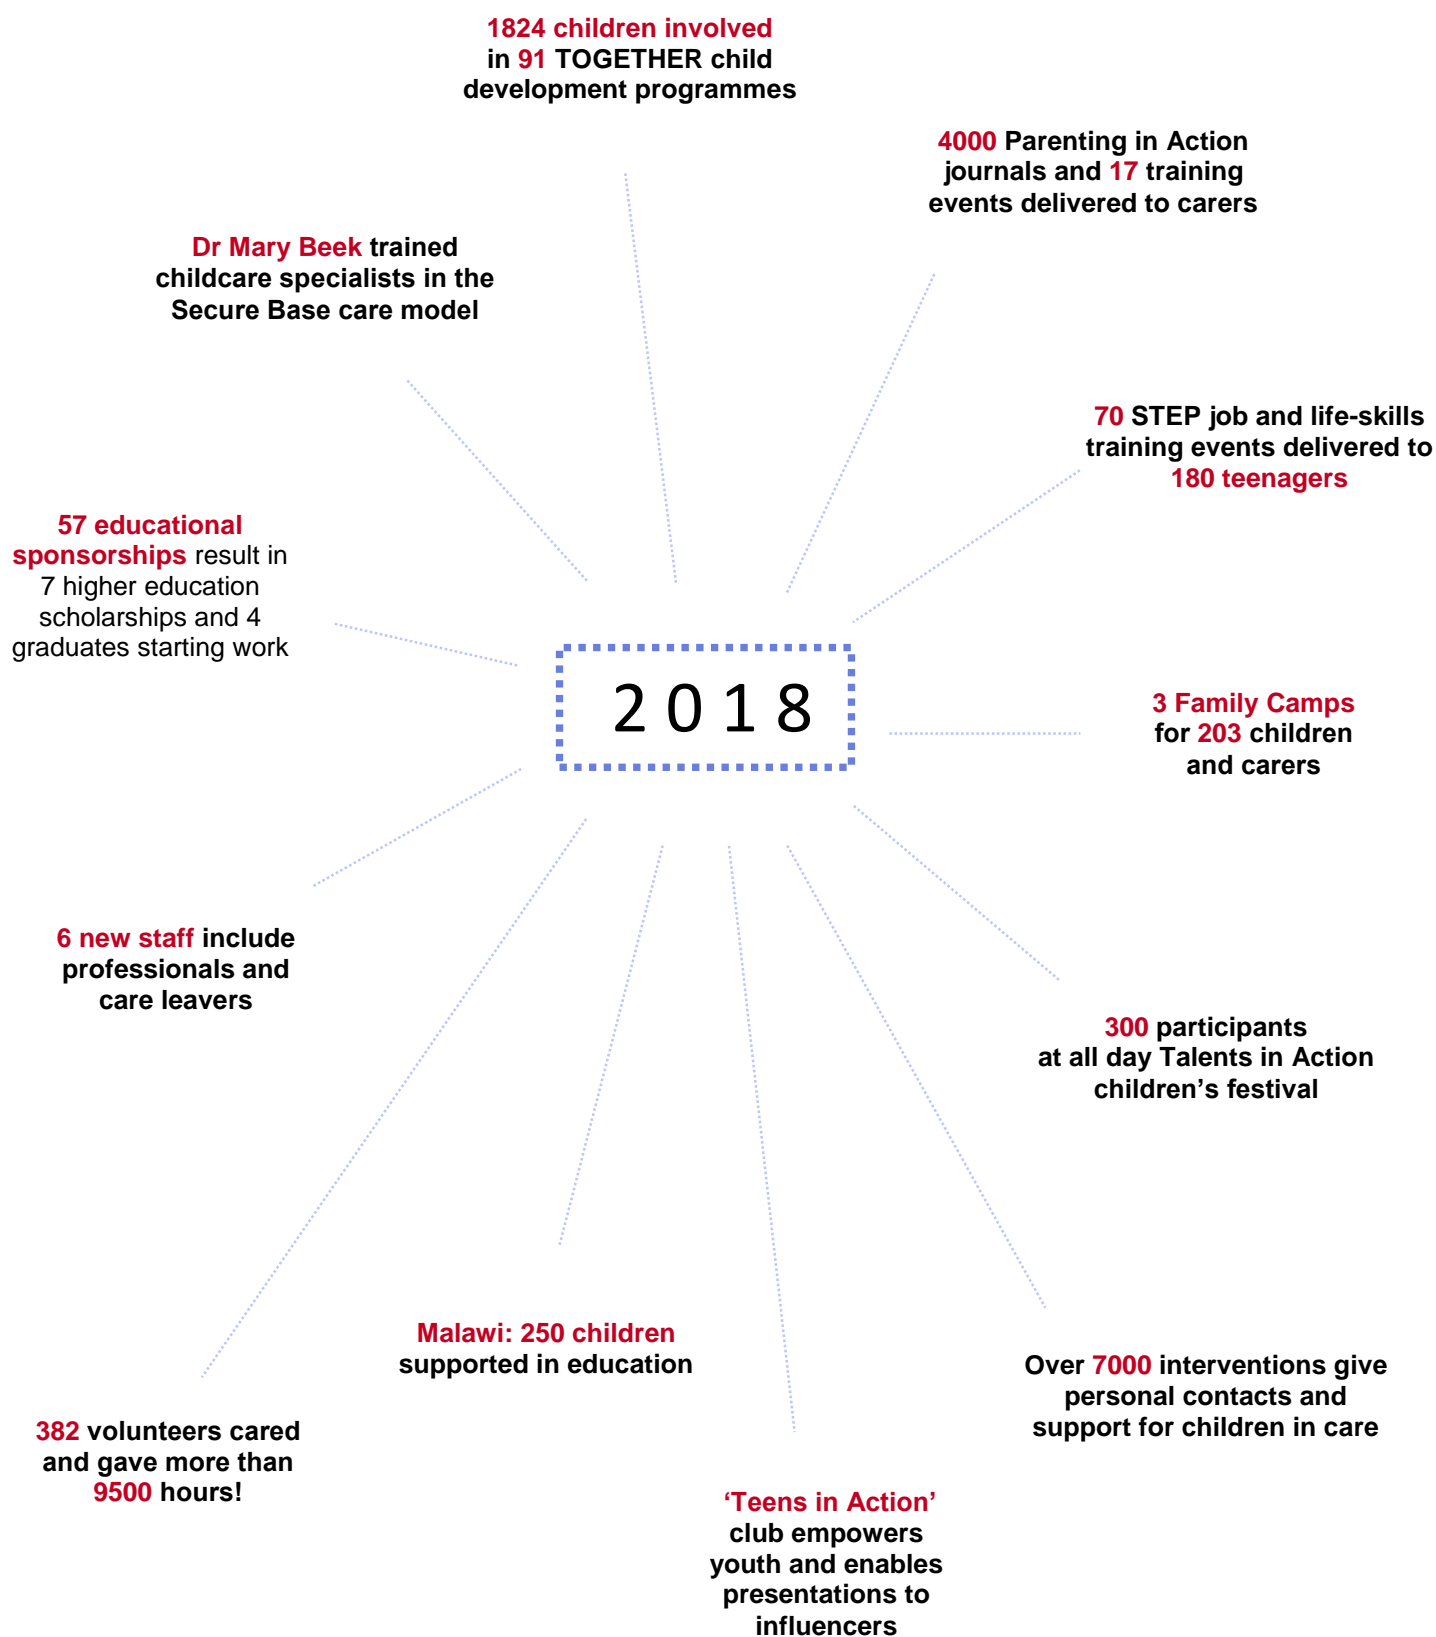 1824 children involved
in 91 TOGETHER child
development programmes
4000 Parenting in Action
journals and 17 training
events delivered to carers
Dr Mary Beek trained
childcare specialists in the
Secure Base care model
70 STEP job and life-skills
training events delivered to
180 teenagers
57 educational
sponsorships result in
7 higher education
scholarships and 4
graduates starting work
2018
3 Family Camps
for 203 children
and carers
6 new staff include
professionals and
care leavers
300 participants
at all day Talents in Action
children’s festival
Malawi: 250 children
supported in education
Over 7000 interventions give
personal contacts and
support for children in care
382 volunteers cared
and gave more than
9500 hours!
‘Teens in Action’
club empowers
youth and enables
presentations to
influencers